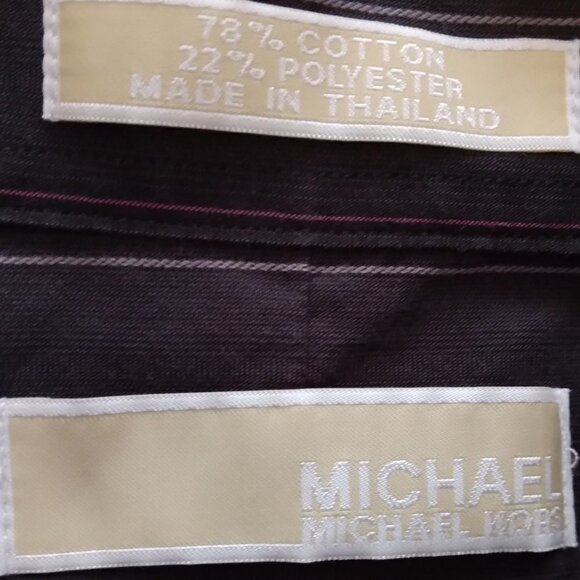 78% COTTON
22% POLYESTER
MADE IN THAILAND
MICHAEL
MICHAEL KORS